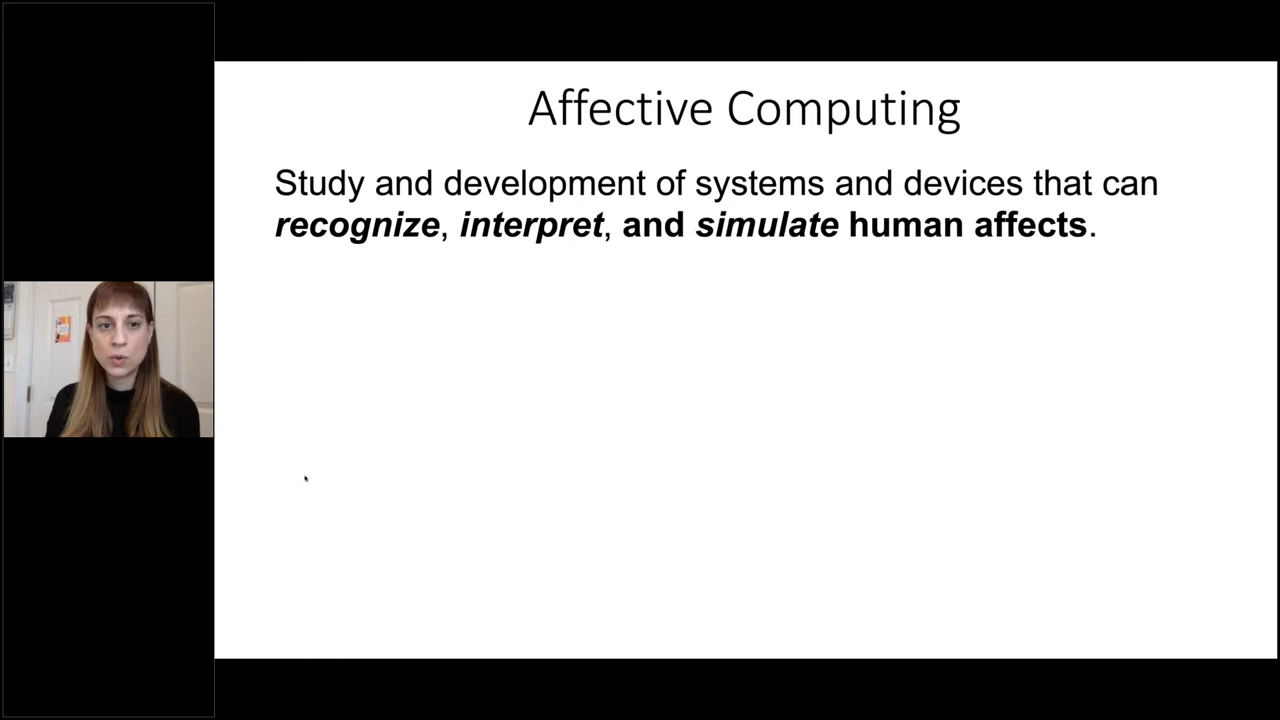 Affective Computing
Study and development of systems and devices that can
recognize, interpret, and simulate human affects.